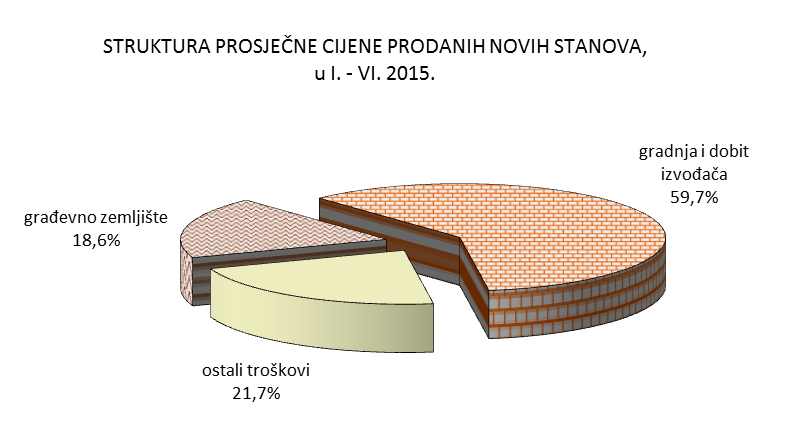 STRUKTURA PROSJEČNE CIJENE PRODANIH NOVIH STANOVA,
u I. - VI. 2015.
gradnja i dobit
izvođača
59,7%
građevno zemljište
18,6%
ostali troškovi
21,7%